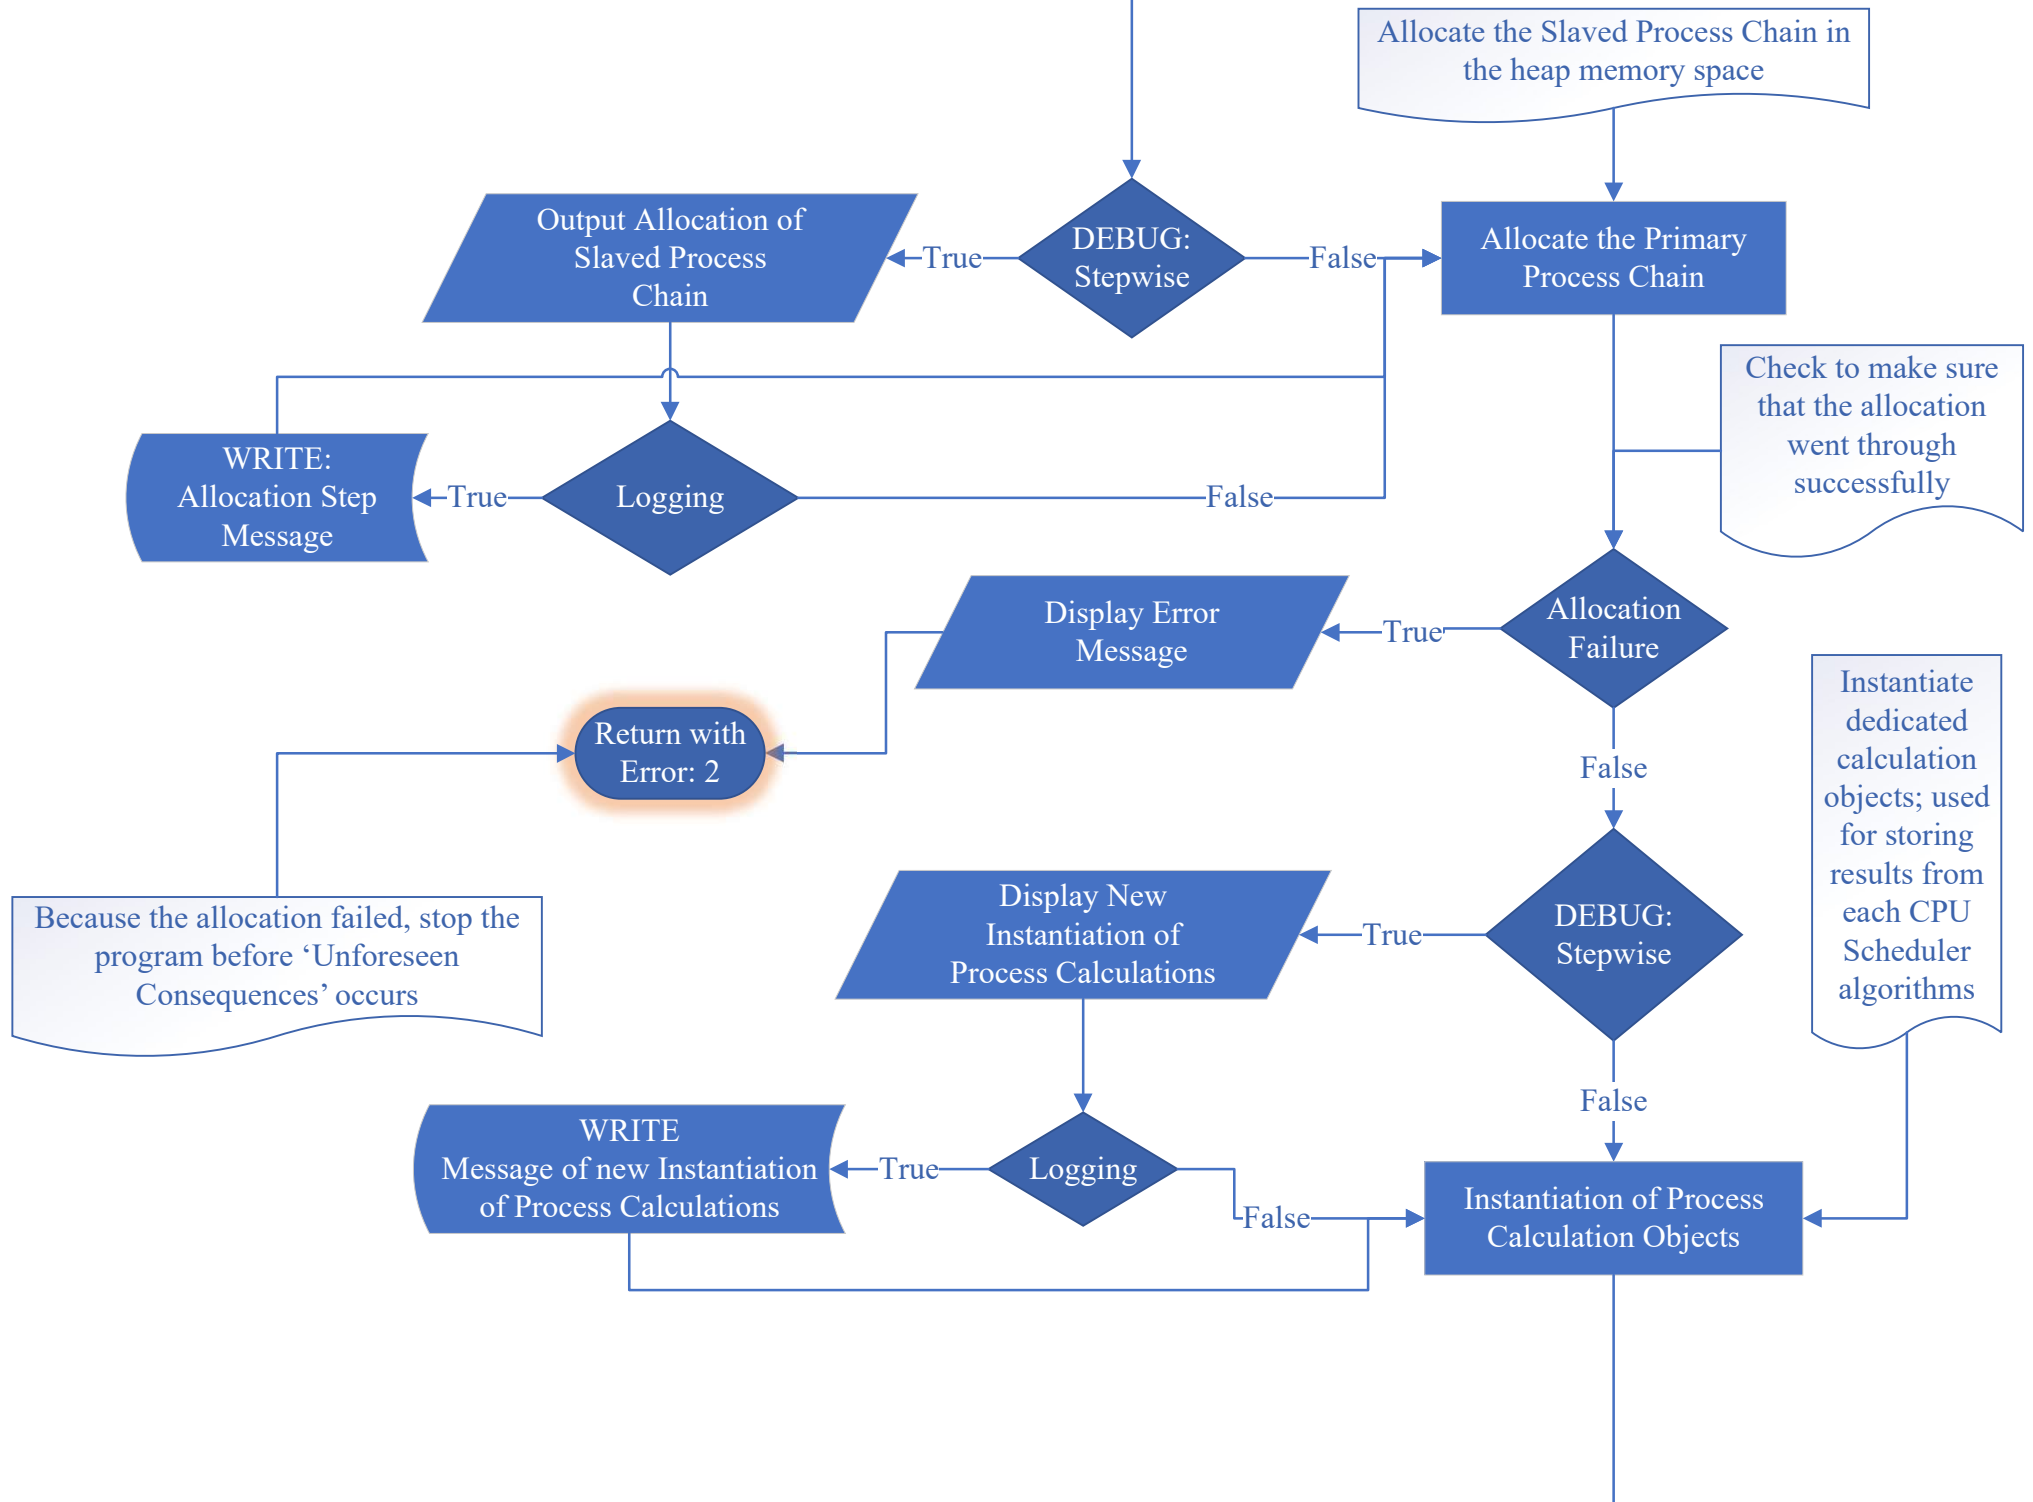 Allocate the Slaved Process Chain in
the heap memory space
Output Allocation of
Slaved Process
Chain
True
DEBUG:
Stepwise
False
Allocate the Primary
Process Chain
Check to make sure
that the allocation
went through
successfully
WRITE:
Allocation Step
Message
True
Logging
False
Display Error
Message
True
Allocation
Failure
Return with
Error: 2
False
Instantiate
dedicated
calculation
objects; used
for storing
results from
each CPU
Scheduler
algorithms
Because the allocation failed, stop the
program before ‘Unforeseen
Consequences’ occurs
Display New
Instantiation of
Process Calculations
True
DEBUG:
Stepwise
False
WRITE
Message of new Instantiation
of Process Calculations
True
Logging
False
Instantiation of Process
Calculation Objects